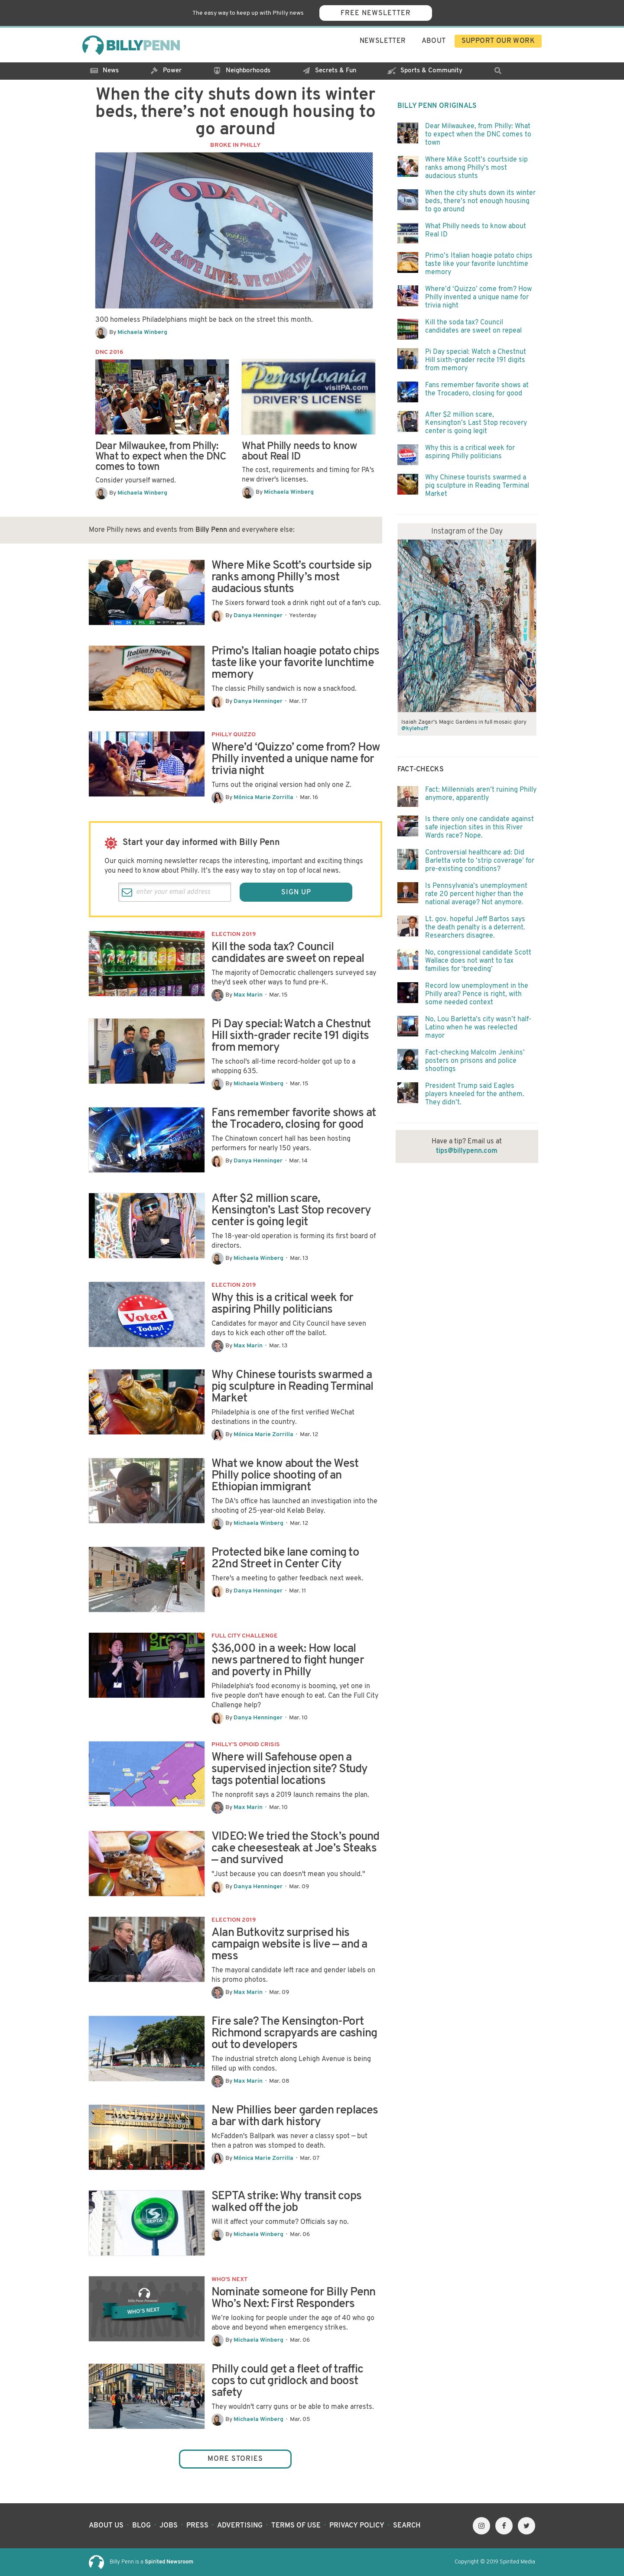 The easy way to keep up with Philly news
FREE NEWSLETTER
BILLYPENN
NEWSLETTER
ABOUT
SUPPORT OUR WORK
News
Power
Neighborhoods
Secrets & Fun
Sports & Community
When the city shuts down its winter
beds, there's not enough housing to
go around
BROKE IN PHILLY
ODAAT
WE SAVE LIVES. WE CHANGE LIVES
300 homeless Philadelphians might be back on the street this month.
By Michaela Winberg
DNC 2016
Dear Milwaukee, from Philly:
What to expect when the DNC
comes to town
Consider yourself warned.
By Michaela Winberg
Pennsylvania
visitPA.com
DRIVER'S LICENSE
What Philly needs to know
about Real ID
The cost, requirements and timing for PA's
new driver's licenses.
By Michaela Winberg
More Philly news and events from Billy Penn and everywhere else:
Where Mike Scott's courtside sip
ranks among Philly's most
audacious stunts
The Sixers forward took a drink right out of a fan's cup.
By Danya Henninger · Yesterday
Italian Hoagie
Potato Chips
Primo's Italian hoagie potato chips
taste like your favorite lunchtime
memory
The classic Philly sandwich is now a snackfood.
By Danya Henninger · Mar. 17
PHILLY QUIZZO
Where'd 'Quizzo' come from? How
Philly invented a unique name for
trivia night
Turns out the original version had only one Z.
By Mónica Marie Zorrilla · Mar. 16
Start your day informed with Billy Penn
Our quick morning newsletter recaps the interesting, important and exciting things
you need to know about Philly. It's the easy way to stay on top of local news.
enter your email address
SIGN UP
ELECTION 2019
Kill the soda tax? Council
candidates are sweet on repeal
The majority of Democratic challengers surveyed say
they'd seek other ways to fund pre-K.
By Max Marin · Mar. 15
Pi Day special: Watch a Chestnut
Hill sixth-grader recite 191 digits
from memory
The school's all-time record-holder got up to a
whopping 635.
By Michaela Winberg · Mar. 15
Fans remember favorite shows at
the Trocadero, closing for good
The Chinatown concert hall has been hosting
performers for nearly 150 years.
By Danya Henninger · Mar. 14
After $2 million scare,
Kensington's Last Stop recovery
center is going legit
The 18-year-old operation is forming its first board of
directors.
By Michaela Winberg · Mar. 13
I
Voted
Today!
ELECTION 2019
Why this is a critical week for
aspiring Philly politicians
Candidates for mayor and City Council have seven
days to kick each other off the ballot.
By Max Marin · Mar. 13
Why Chinese tourists swarmed a
pig sculpture in Reading Terminal
Market
Philadelphia is one of the first verified WeChat
destinations in the country.
By Mónica Marie Zorrilla · Mar. 12
What we know about the West
Philly police shooting of an
Ethiopian immigrant
The DA's office has launched an investigation into the
shooting of 25-year-old Kelab Belay.
By Michaela Winberg · Mar. 12
Protected bike lane coming to
22nd Street in Center City
There's a meeting to gather feedback next week.
By Danya Henninger · Mar. 11
green
FULL CITY CHALLENGE
$36,000 in a week: How local
news partnered to fight hunger
and poverty in Philly
Philadelphia's food economy is booming, yet one in
five people don't have enough to eat. Can the Full City
Challenge help?
By Danya Henninger · Mar. 10
PHILLY'S OPIOID CRISIS
Where will Safehouse open a
supervised injection site? Study
tags potential locations
The nonprofit says a 2019 launch remains the plan.
By Max Marin · Mar. 10
VIDEO: We tried the Stock's pound
cake cheesesteak at Joe's Steaks
— and survived
"Just because you can doesn't mean you should."
By Danya Henninger · Mar. 09
ELECTION 2019
Alan Butkovitz surprised his
campaign website is live — and a
mess
The mayoral candidate left race and gender labels on
his promo photos.
By Max Marin · Mar. 09
Fire sale? The Kensington-Port
Richmond scrapyards are cashing
out to developers
The industrial stretch along Lehigh Avenue is being
filled up with condos.
By Max Marin · Mar. 08
New Phillies beer garden replaces
a bar with dark history
McFadden's Ballpark was never a classy spot — but
then a patron was stomped to death.
By Mónica Marie Zorrilla · Mar. 07
SEPTA
SEPTA strike: Why transit cops
walked off the job
Will it affect your commute? Officials say no.
By Michaela Winberg · Mar. 06
WHO'S NEXT
WHO'S NEXT
Nominate someone for Billy Penn
Who's Next: First Responders
We're looking for people under the age of 40 who go
above and beyond when emergency strikes.
By Michaela Winberg · Mar. 06
Philly could get a fleet of traffic
cops to cut gridlock and boost
safety
They wouldn't carry guns or be able to make arrests.
By Michaela Winberg · Mar. 05
MORE STORIES
BILLY PENN ORIGINALS
Dear Milwaukee, from Philly: What
to expect when the DNC comes to
town
Where Mike Scott's courtside sip
ranks among Philly's most
audacious stunts
When the city shuts down its winter
beds, there's not enough housing
to go around
What Philly needs to know about
Real ID
Primo's Italian hoagie potato chips
taste like your favorite lunchtime
memory
Where'd 'Quizzo' come from? How
Philly invented a unique name for
trivia night
Kill the soda tax? Council
candidates are sweet on repeal
Pi Day special: Watch a Chestnut
Hill sixth-grader recite 191 digits
from memory
Fans remember favorite shows at
the Trocadero, closing for good
After $2 million scare,
Kensington's Last Stop recovery
center is going legit
Why this is a critical week for
aspiring Philly politicians
Why Chinese tourists swarmed a
pig sculpture in Reading Terminal
Market
Instagram of the Day
Isaiah Zagar's Magic Gardens in full mosaic glory
@kylehuff
FACT-CHECKS
Fact: Millennials aren't ruining Philly
anymore, apparently
Is there only one candidate against
safe injection sites in this River
Wards race? Nope.
Controversial healthcare ad: Did
Barletta vote to 'strip coverage' for
pre-existing conditions?
Is Pennsylvania's unemployment
rate 20 percent higher than the
national average? Not anymore.
Lt. gov. hopeful Jeff Bartos says
the death penalty is a deterrent.
Researchers disagree.
No, congressional candidate Scott
Wallace does not want to tax
families for 'breeding'
Record low unemployment in the
Philly area? Pence is right, with
some needed context
No, Lou Barletta's city wasn't half-
Latino when he was reelected
mayor
Fact-checking Malcolm Jenkins'
posters on prisons and police
shootings
President Trump said Eagles
players kneeled for the anthem.
They didn't.
Have a tip? Email us at
tips@billypenn.com
ABOUT US
BLOG
JOBS
PRESS
ADVERTISING
TERMS OF USE
PRIVACY POLICY
SEARCH
Billy Penn is a Spirited Newsroom
Copyright © 2019 Spirited Media